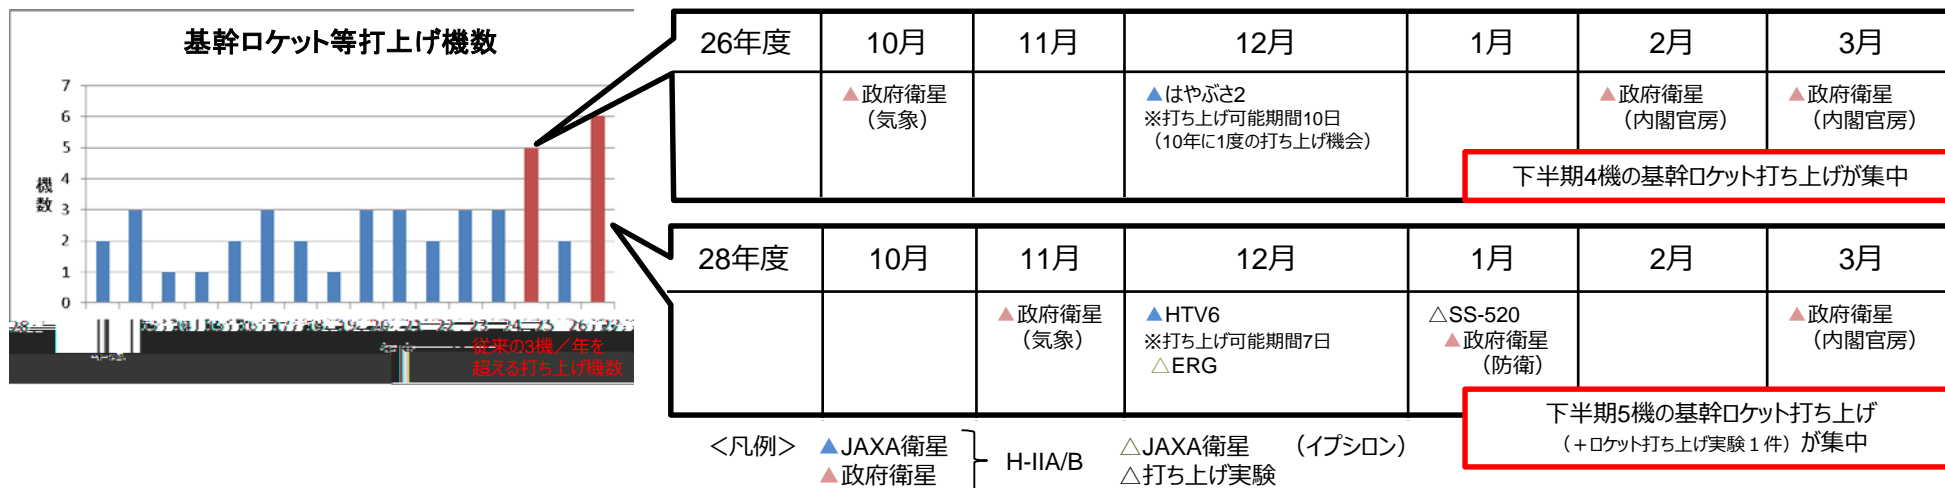 基幹ロケット等打上げ機数
機数
7
6
5
4
3
2
1
0
従来の3機／年を
超える打ち上げ機数
26年度 10月 11月 12月 1月 2月 3月
▲政府衛星
（気象）
▲はやぶさ2
※打ち上げ可能期間10日
（10年に1度の打ち上げ機会）
▲政府衛星
（内閣官房）
▲政府衛星
（内閣官房）
下半期4機の基幹ロケット打ち上げが集中
28年度 10月 11月 12月 1月 2月 3月
▲政府衛星
（気象）
▲HTV6
※打ち上げ可能期間7日
△ERG
△SS-520
▲政府衛星
（防衛）
▲政府衛星
（内閣官房）
下半期5機の基幹ロケット打ち上げ
（＋ロケット打ち上げ実験１件）が集中
＜凡例＞ ▲JAXA衛星
▲政府衛星
H-IIA/B
△JAXA衛星 （イプシロン）
△打ち上げ実験